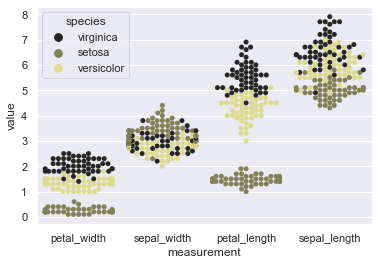 8
7
6
5
4
3
2
1
0
value
species
virginica
setosa
versicolor
petal_width sepal_width petal_length sepal_length
measurement